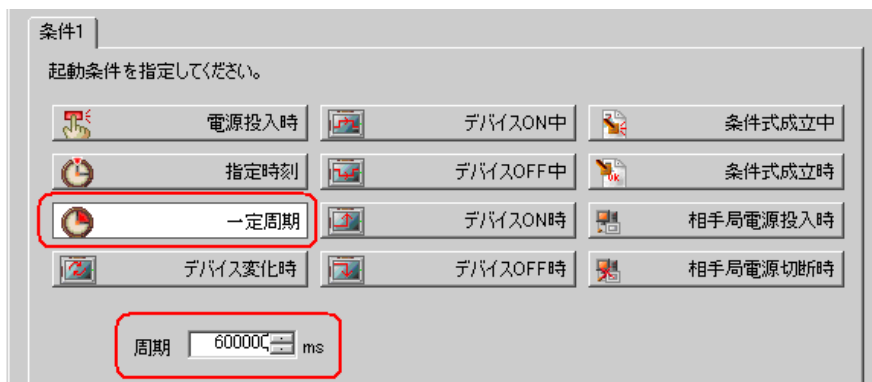 条件1
起動条件を指定してください。
電源投入時 デバイスON中 条件式成立中
指定時刻 デバイスOFF中 条件式成立時
一定周期 デバイスON時 相手局電源投入時
デバイス変化時 デバイスOFF時 相手局電源切断時
周期 600000 ms